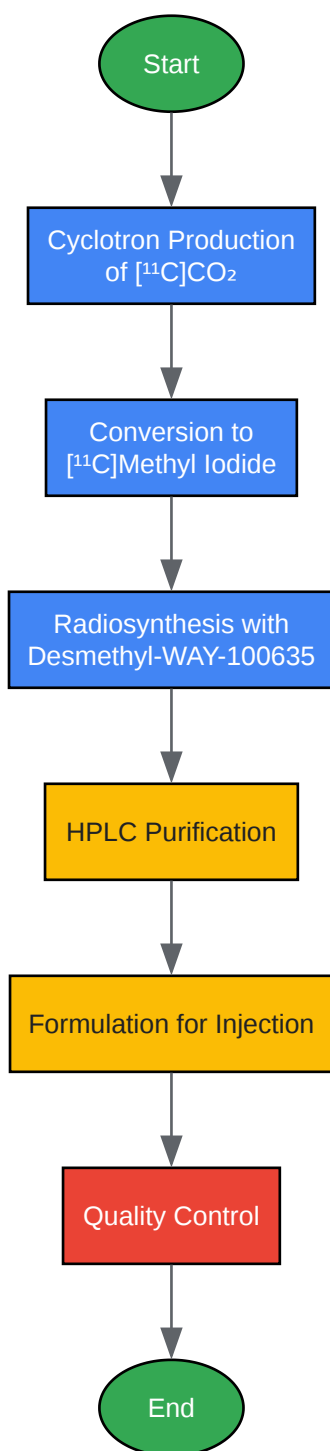 Start
Cyclotron Production
of [¹¹C]CO₂
Conversion to
[¹¹C]Methyl Iodide
Radiosynthesis with
Desmethyl-WAY-100635
HPLC Purification
Formulation for Injection
Quality Control
End